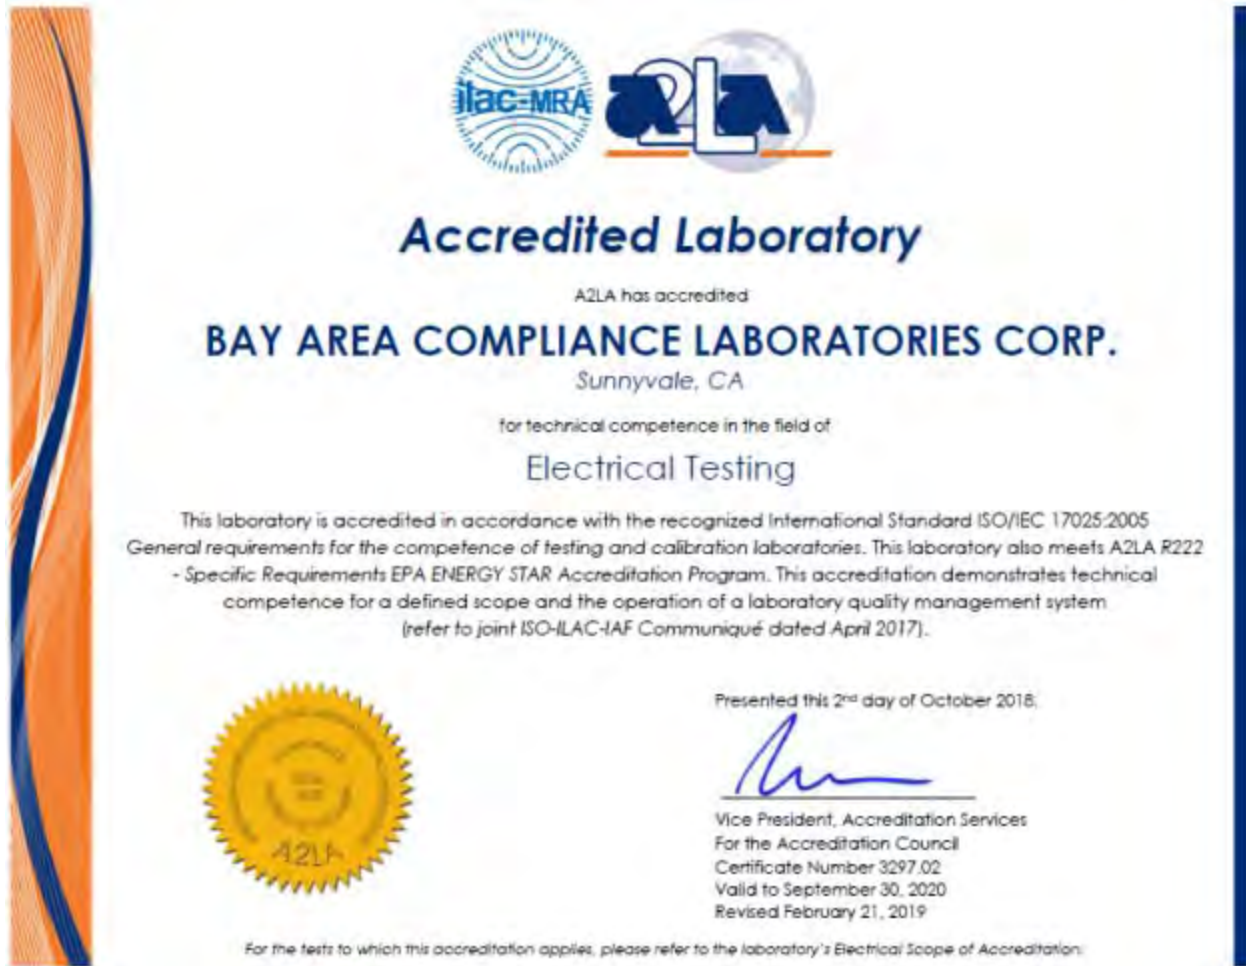 ilac-MRA
A2LA
Accredited Laboratory
A2LA has accredited
BAY AREA COMPLIANCE LABORATORIES CORP.
Sunnyvale, CA
for technical competence in the field of
Electrical Testing
This laboratory is accredited in accordance with the recognized International Standard ISO/IEC 17025:2005
General requirements for the competence of testing and calibration laboratories. This laboratory also meets A2LA R222
- Specific Requirements EPA ENERGY STAR Accreditation Program. This accreditation demonstrates technical
competence for a defined scope and the operation of a laboratory quality management system
(refer to joint ISO-ILAC-IAF Communiqué dated April 2017).
Presented this 2nd day of October 2018.
A2LA
Vice President, Accreditation Services
For the Accreditation Council
Certificate Number 3297.02
Valid to September 30, 2020
Revised February 21, 2019
For the tests to which this accreditation applies, please refer to the laboratory's Electrical Scope of Accreditation.